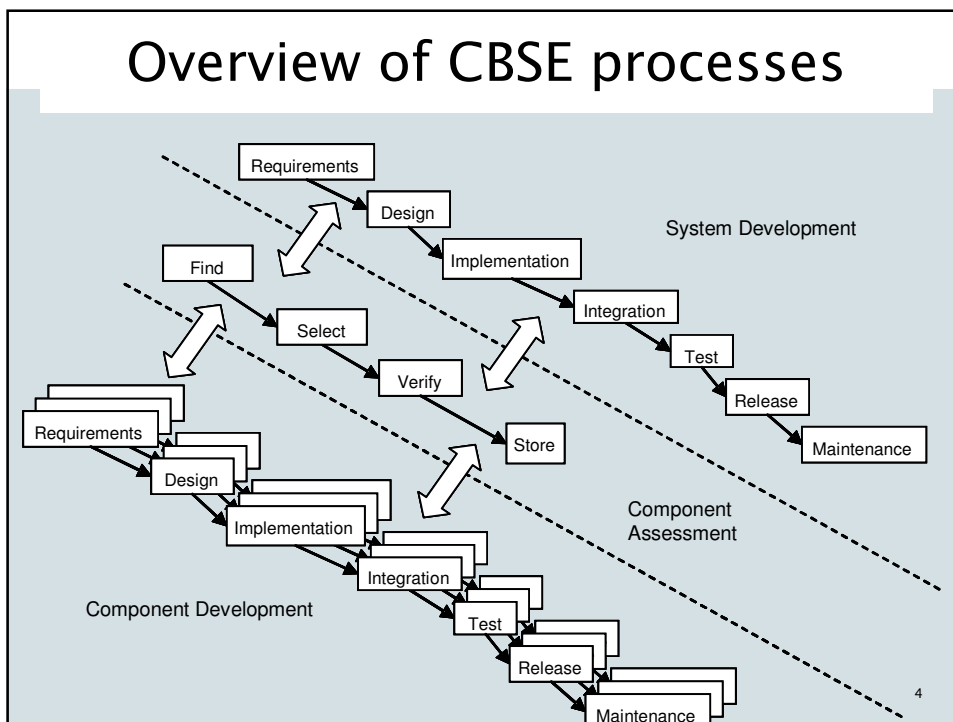 Overview of CBSE processes
Requirements
Design
System Development
Implementation
Find
Integration
Select
Test
Verify
Release
Requirements
Store
Maintenance
Design
Component
Assessment
Implementation
Integration
Component Development
Test
Release
4
Maintenance